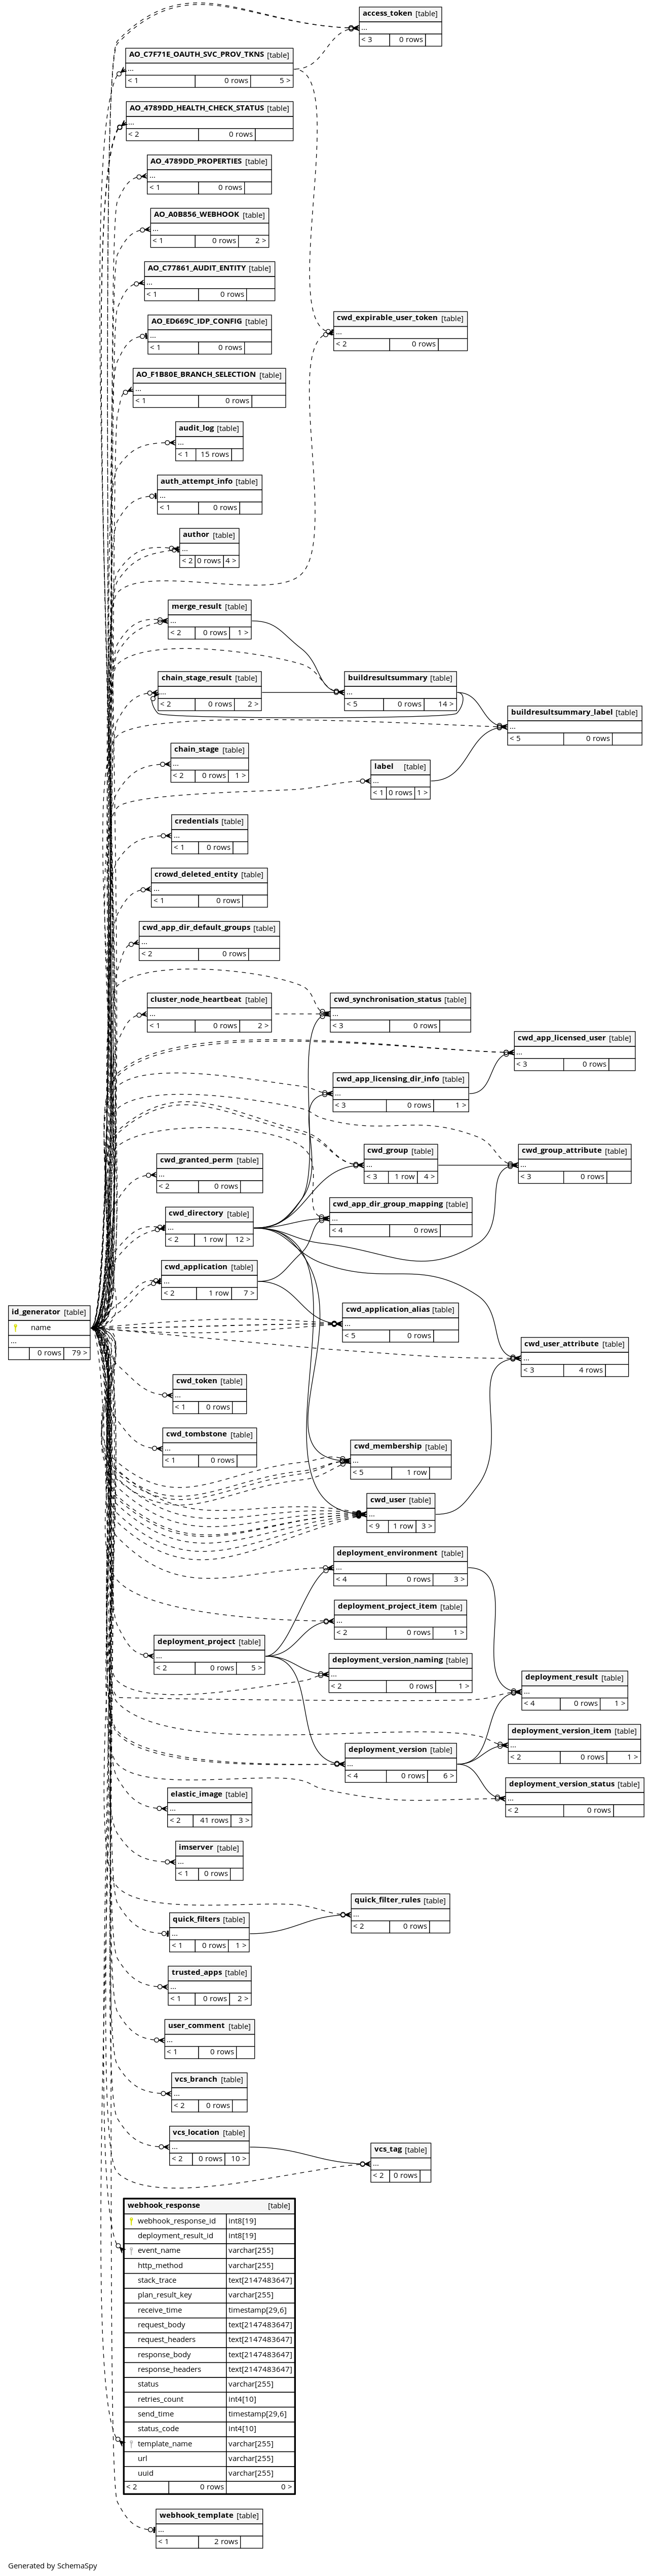 access_token [table]
...
< 3 0 rows
AO_C7F71E_OAUTH_SVC_PROV_TKNS [table]
...
< 1 0 rows 5 >
AO_4789DD_HEALTH_CHECK_STATUS [table]
...
< 2 0 rows
AO_4789DD_PROPERTIES [table]
...
< 1 0 rows
AO_A0B856_WEBHOOK [table]
...
< 1 0 rows 2 >
AO_C77861_AUDIT_ENTITY [table]
...
< 1 0 rows
AO_ED669C_IDP_CONFIG [table]
...
< 1 0 rows
cwd_expirable_user_token [table]
...
< 2 0 rows
AO_F1B80E_BRANCH_SELECTION [table]
...
< 1 0 rows
audit_log [table]
...
< 1 15 rows
auth_attempt_info [table]
...
< 1 0 rows
author [table]
...
< 2 0 rows 4 >
merge_result [table]
...
< 2 0 rows 1 >
chain_stage_result [table]
...
< 2 0 rows 2 >
buildresultsummary [table]
...
< 5 0 rows 14 >
buildresultsummary_label [table]
...
< 5 0 rows
chain_stage [table]
...
< 2 0 rows 1 >
label [table]
...
< 1 0 rows 1 >
credentials [table]
...
< 1 0 rows
crowd_deleted_entity [table]
...
< 1 0 rows
cwd_app_dir_default_groups [table]
...
< 2 0 rows
cluster_node_heartbeat [table]
...
< 1 0 rows 2 >
cwd_synchronisation_status [table]
...
< 3 0 rows
cwd_app_licensed_user [table]
...
< 3 0 rows
cwd_app_licensing_dir_info [table]
...
< 3 0 rows 1 >
cwd_granted_perm [table]
...
< 2 0 rows
cwd_group [table]
...
< 3 1 row 4 >
cwd_group_attribute [table]
...
< 3 0 rows
cwd_directory [table]
...
< 2 1 row 12 >
cwd_app_dir_group_mapping [table]
...
< 4 0 rows
cwd_application [table]
...
< 2 1 row 7 >
id_generator [table]
name
...
0 rows 79 >
cwd_application_alias [table]
...
< 5 0 rows
cwd_user_attribute [table]
...
< 3 4 rows
cwd_token [table]
...
< 1 0 rows
cwd_tombstone [table]
...
< 1 0 rows
cwd_membership [table]
...
< 5 1 row
cwd_user [table]
...
< 9 1 row 3 >
deployment_environment [table]
...
< 4 0 rows 3 >
deployment_project_item [table]
...
< 2 0 rows 1 >
deployment_project [table]
...
< 2 0 rows 5 >
deployment_version_naming [table]
...
< 2 0 rows 1 >
deployment_result [table]
...
< 4 0 rows 1 >
deployment_version_item [table]
...
< 2 0 rows 1 >
deployment_version [table]
...
< 4 0 rows 6 >
deployment_version_status [table]
...
< 2 0 rows
elastic_image [table]
...
< 2 41 rows 3 >
imserver [table]
...
< 1 0 rows
quick_filter_rules [table]
...
< 2 0 rows
quick_filters [table]
...
< 1 0 rows 1 >
trusted_apps [table]
...
< 1 0 rows 2 >
user_comment [table]
...
< 1 0 rows
vcs_branch [table]
...
< 2 0 rows
vcs_location [table]
...
< 2 0 rows 10 >
vcs_tag [table]
...
< 2 0 rows
webhook_response [table]
webhook_response_id int8[19]
deployment_result_id int8[19]
event_name varchar[255]
http_method varchar[255]
stack_trace text[2147483647]
plan_result_key varchar[255]
receive_time timestamp[29,6]
request_body text[2147483647]
request_headers text[2147483647]
response_body text[2147483647]
response_headers text[2147483647]
status varchar[255]
retries_count int4[10]
send_time timestamp[29,6]
status_code int4[10]
template_name varchar[255]
url varchar[255]
uuid varchar[255]
< 2 0 rows 0 >
webhook_template [table]
...
< 1 2 rows
Generated by SchemaSpy